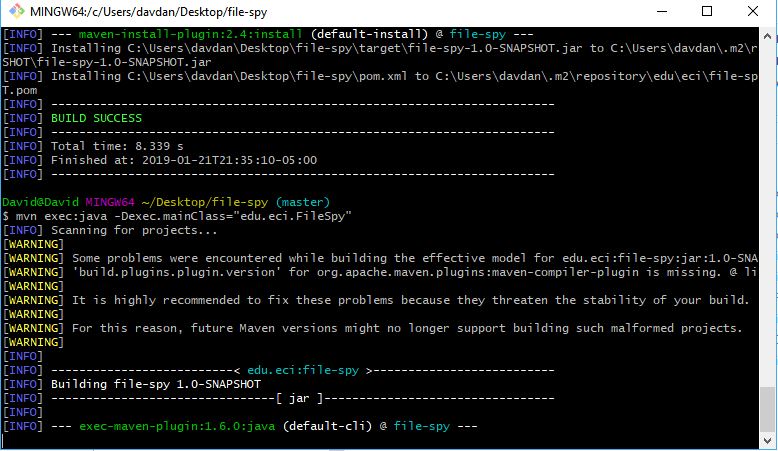 MINGW64:/c/Users/davdan/Desktop/file-spy
[INFO] --- maven-install-plugin:2.4:install (default-install) @ file-spy ---
[INFO] Installing C:\Users\davdan\Desktop\file-spy\target\file-spy-1.0-SNAPSHOT.jar to C:\Users\davdan\.m2\r
SHOT\file-spy-1.0-SNAPSHOT.jar
[INFO] Installing C:\Users\davdan\Desktop\file-spy\pom.xml to C:\Users\davdan\.m2\repository\edu\eci\file-sp
T.pom
[INFO] ------------------------------------------------------------------------
[INFO] BUILD SUCCESS
[INFO] ------------------------------------------------------------------------
[INFO] Total time: 8.339 s
[INFO] Finished at: 2019-01-21T21:35:10-05:00
[INFO] ------------------------------------------------------------------------
David@David MINGW64 ~/Desktop/file-spy (master)
$ mvn exec:java -Dexec.mainClass="edu.eci.FileSpy"
[INFO] Scanning for projects...
[WARNING]
[WARNING] Some problems were encountered while building the effective model for edu.eci:file-spy:jar:1.0-SNA
[WARNING] 'build.plugins.plugin.version' for org.apache.maven.plugins:maven-compiler-plugin is missing. @ li
[WARNING]
[WARNING] It is highly recommended to fix these problems because they threaten the stability of your build.
[WARNING]
[WARNING] For this reason, future Maven versions might no longer support building such malformed projects.
[WARNING]
[INFO]
[INFO] --------------------------< edu.eci:file-spy >--------------------------
[INFO] Building file-spy 1.0-SNAPSHOT
[INFO] --------------------------------[ jar ]---------------------------------
[INFO]
[INFO] --- exec-maven-plugin:1.6.0:java (default-cli) @ file-spy ---